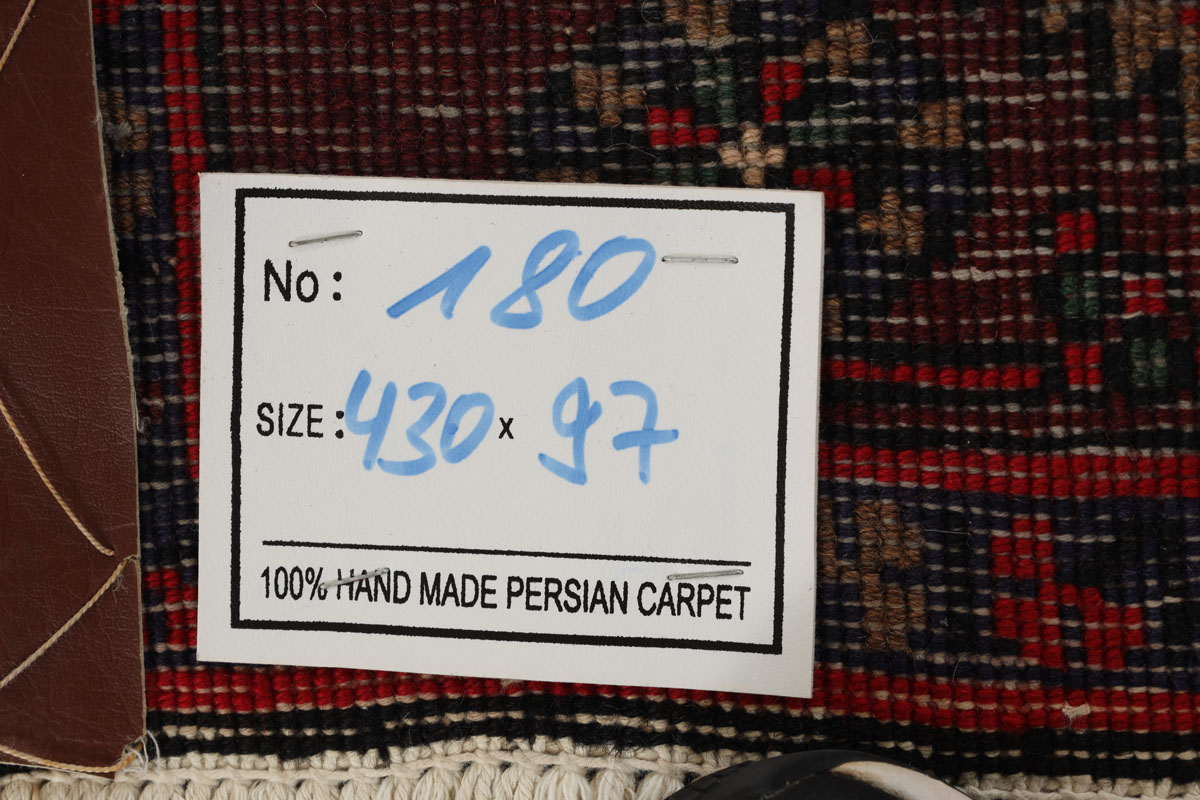 No: 180
SIZE: 430 x 97
100% HAND MADE PERSIAN CARPET